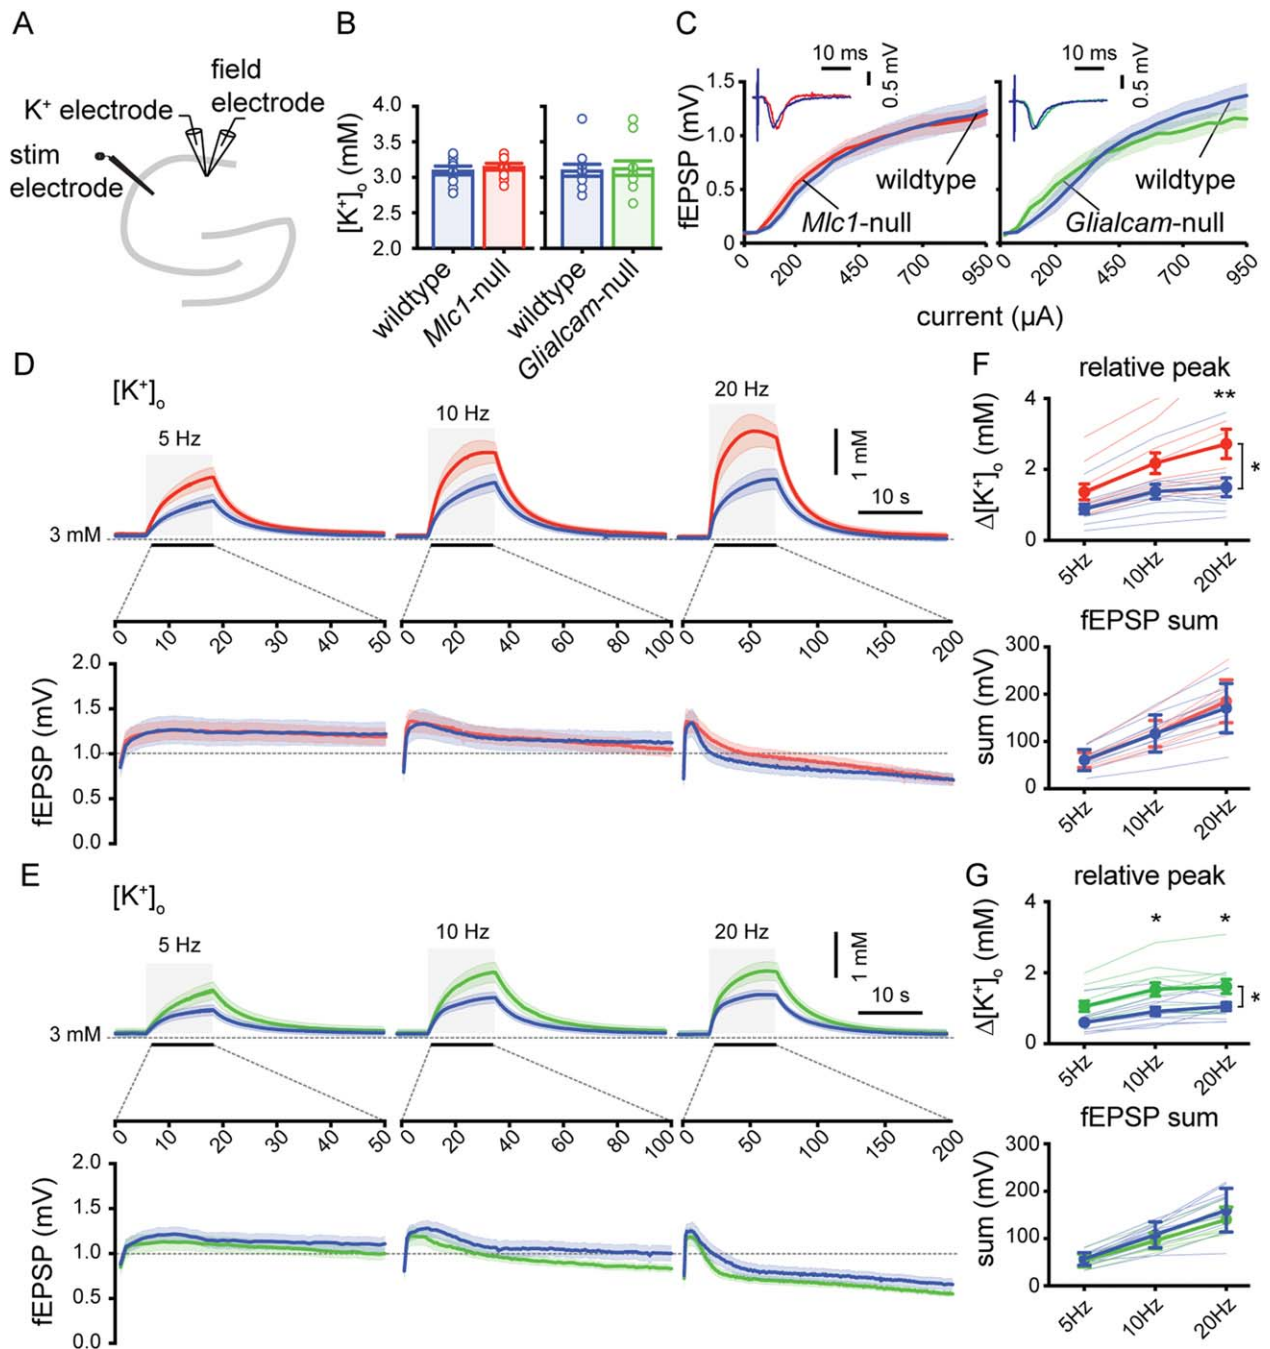 A
K⁺ electrode
field
electrode
stim
electrode
B
[K⁺]ₒ (mM)
4.0
3.5
3.0
2.5
2.0
wildtype
Mlc1-null
wildtype
Glialcam-null
C
fEPSP (mV)
1.5
1.0
0.5
0
10 ms
0.5 mV
wildtype
Mlc1-null
0
200
450
700
950
10 ms
0.5 mV
wildtype
Glialcam-null
0
200
450
700
950
current (µA)
D
[K⁺]ₒ
5 Hz
10 Hz
20 Hz
1 mM
10 s
3 mM
0
10
20
30
40
50
0
20
40
60
80
100
0
50
100
150
200
fEPSP (mV)
2.0
1.5
1.0
0.5
0.0
F
relative peak
Δ[K⁺]ₒ (mM)
4
2
0
**
*
5Hz
10Hz
20Hz
fEPSP sum
sum (mV)
300
200
100
0
5Hz
10Hz
20Hz
E
[K⁺]ₒ
5 Hz
10 Hz
20 Hz
1 mM
10 s
3 mM
0
10
20
30
40
50
0
20
40
60
80
100
0
50
100
150
200
fEPSP (mV)
2.0
1.5
1.0
0.5
0.0
G
relative peak
Δ[K⁺]ₒ (mM)
4
2
0
*
*
*
5Hz
10Hz
20Hz
fEPSP sum
sum (mV)
300
200
100
0
5Hz
10Hz
20Hz